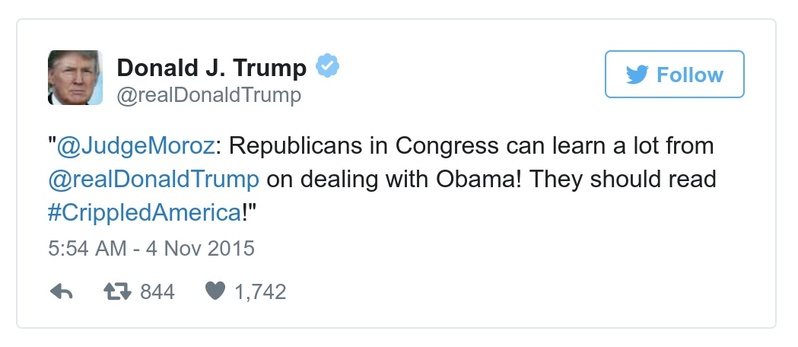 Donald J. Trump
@realDonaldTrump
Follow
"@JudgeMoroz: Republicans in Congress can learn a lot from
@realDonaldTrump on dealing with Obama! They should read
#CrippledAmerica!"
5:54 AM - 4 Nov 2015
844 1,742